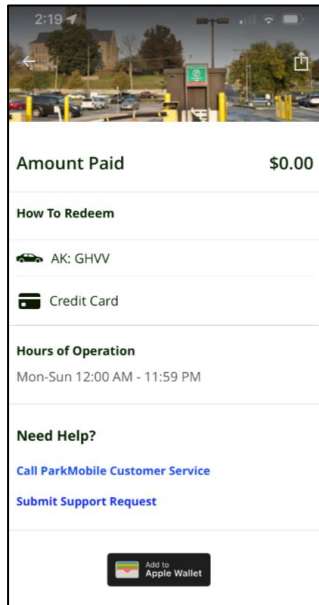 2:19
Amount Paid $0.00
How To Redeem
AK: GHVV
Credit Card
Hours of Operation
Mon-Sun 12:00 AM - 11:59 PM
Need Help?
Call ParkMobile Customer Service
Submit Support Request
Add to
Apple Wallet